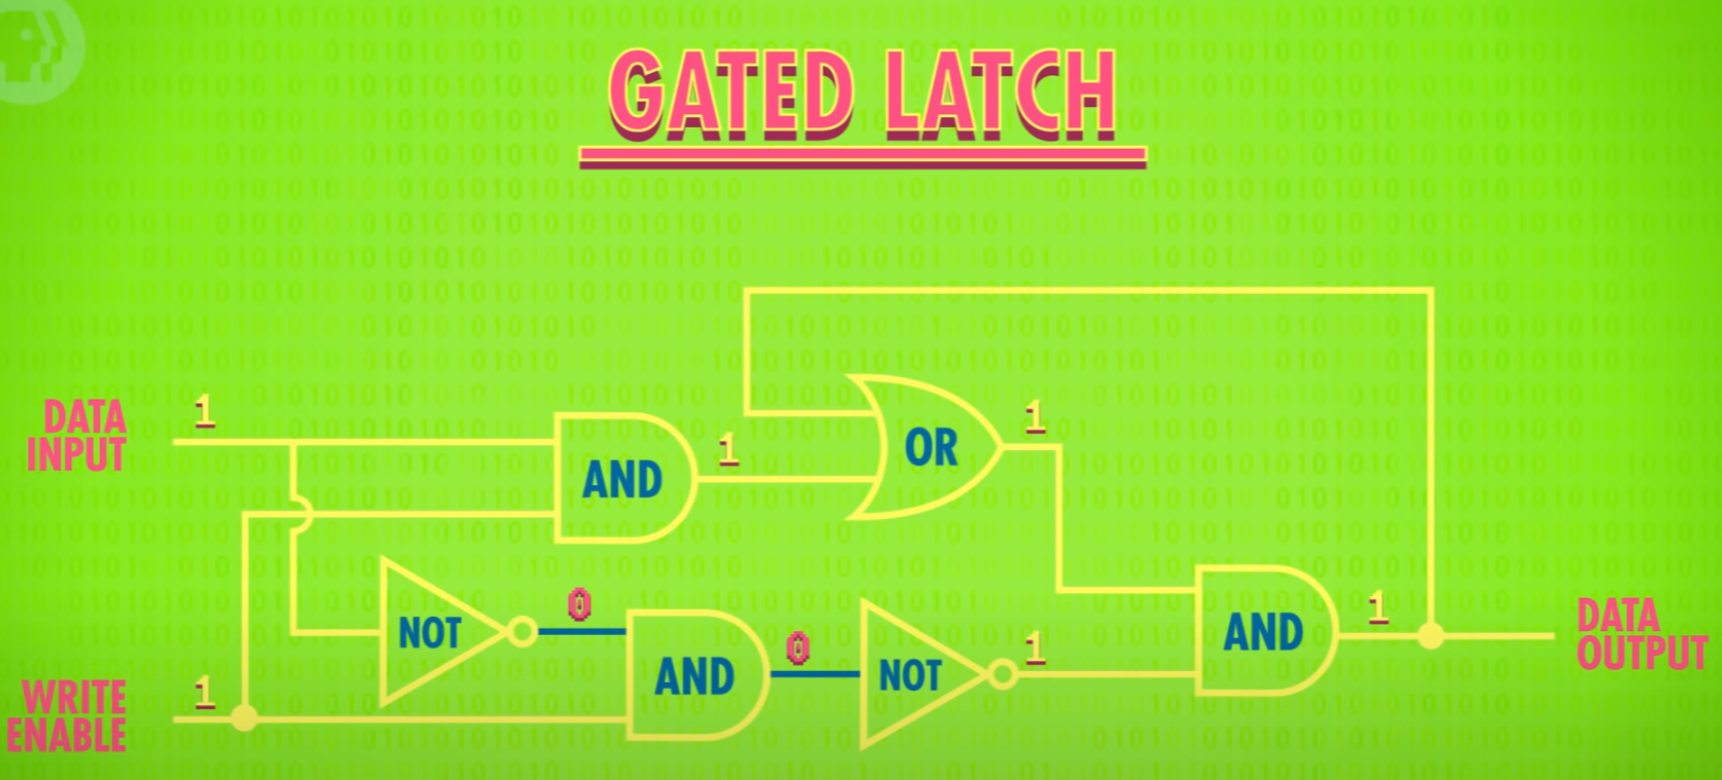 GATED LATCH
DATA
INPUT
1
AND
1
OR
1
NOT
0
AND
0
NOT
1
AND
1
DATA
OUTPUT
WRITE
ENABLE
1